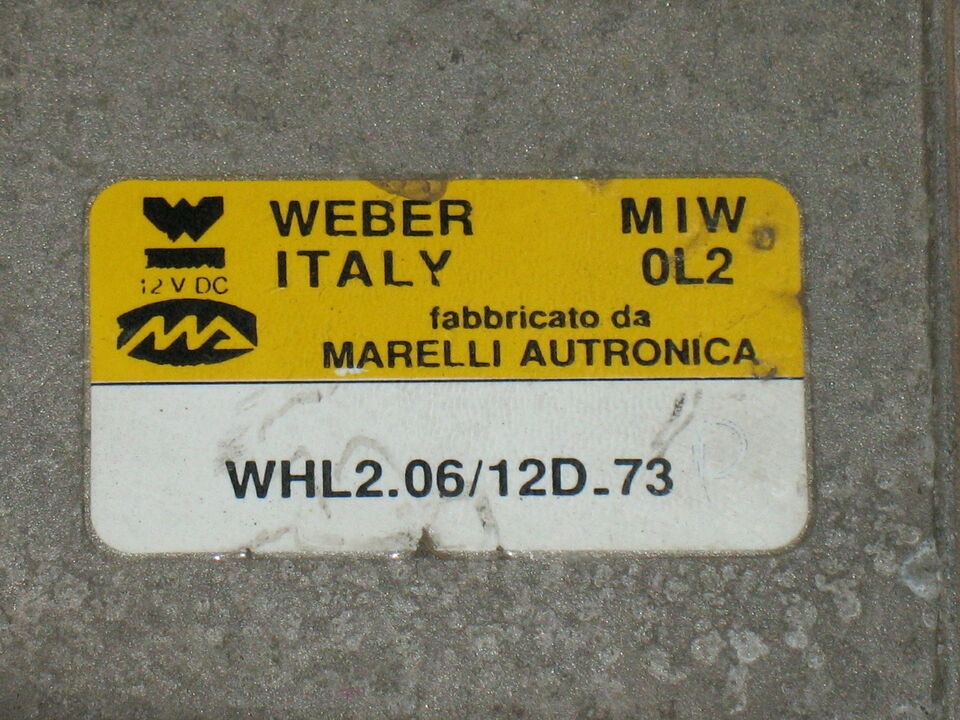 WEBER MIW
ITALY 0L2
12 V DC
fabbricato da
MARELLI AUTRONICA
WHL2.06/12D-73